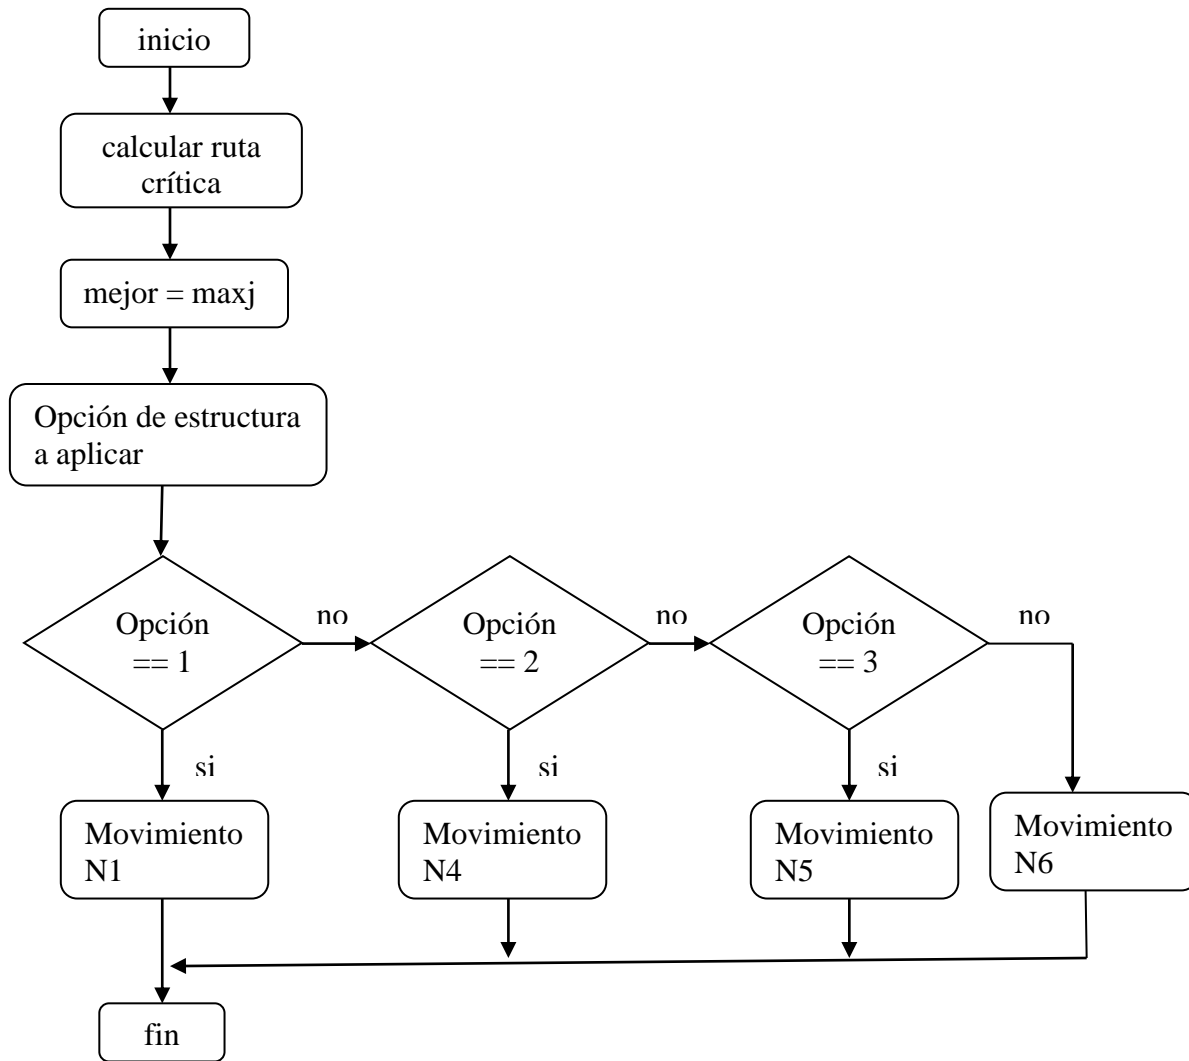 inicio
calcular ruta
crítica
mejor = maxj
Opción de estructura
a aplicar
Opción
== 1
no
Opción
== 2
no
Opción
== 3
no
si
si
si
Movimiento
N1
Movimiento
N4
Movimiento
N5
Movimiento
N6
fin